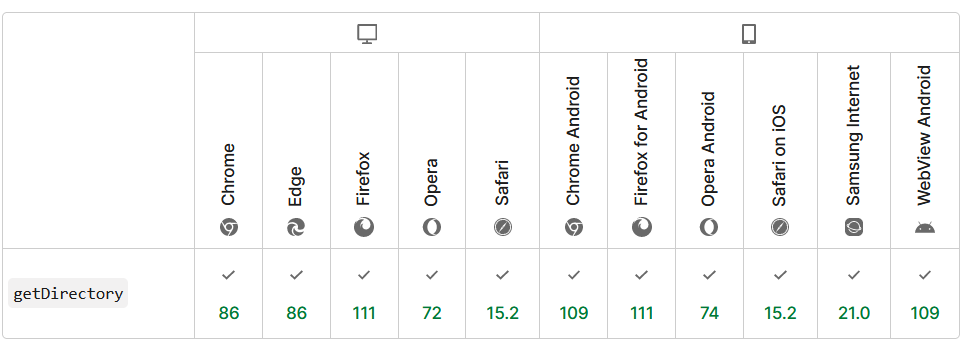 Chrome
Edge
Firefox
Opera
Safari
Chrome Android
Firefox for Android
Opera Android
Safari on iOS
Samsung Internet
WebView Android
getDirectory
86 86 111 72 15.2 109 111 74 15.2 21.0 109